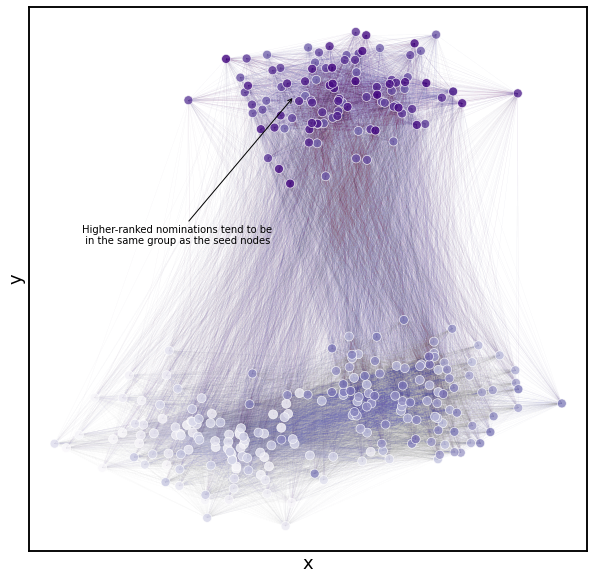 Higher-ranked nominations tend to be
in the same group as the seed nodes
y
x